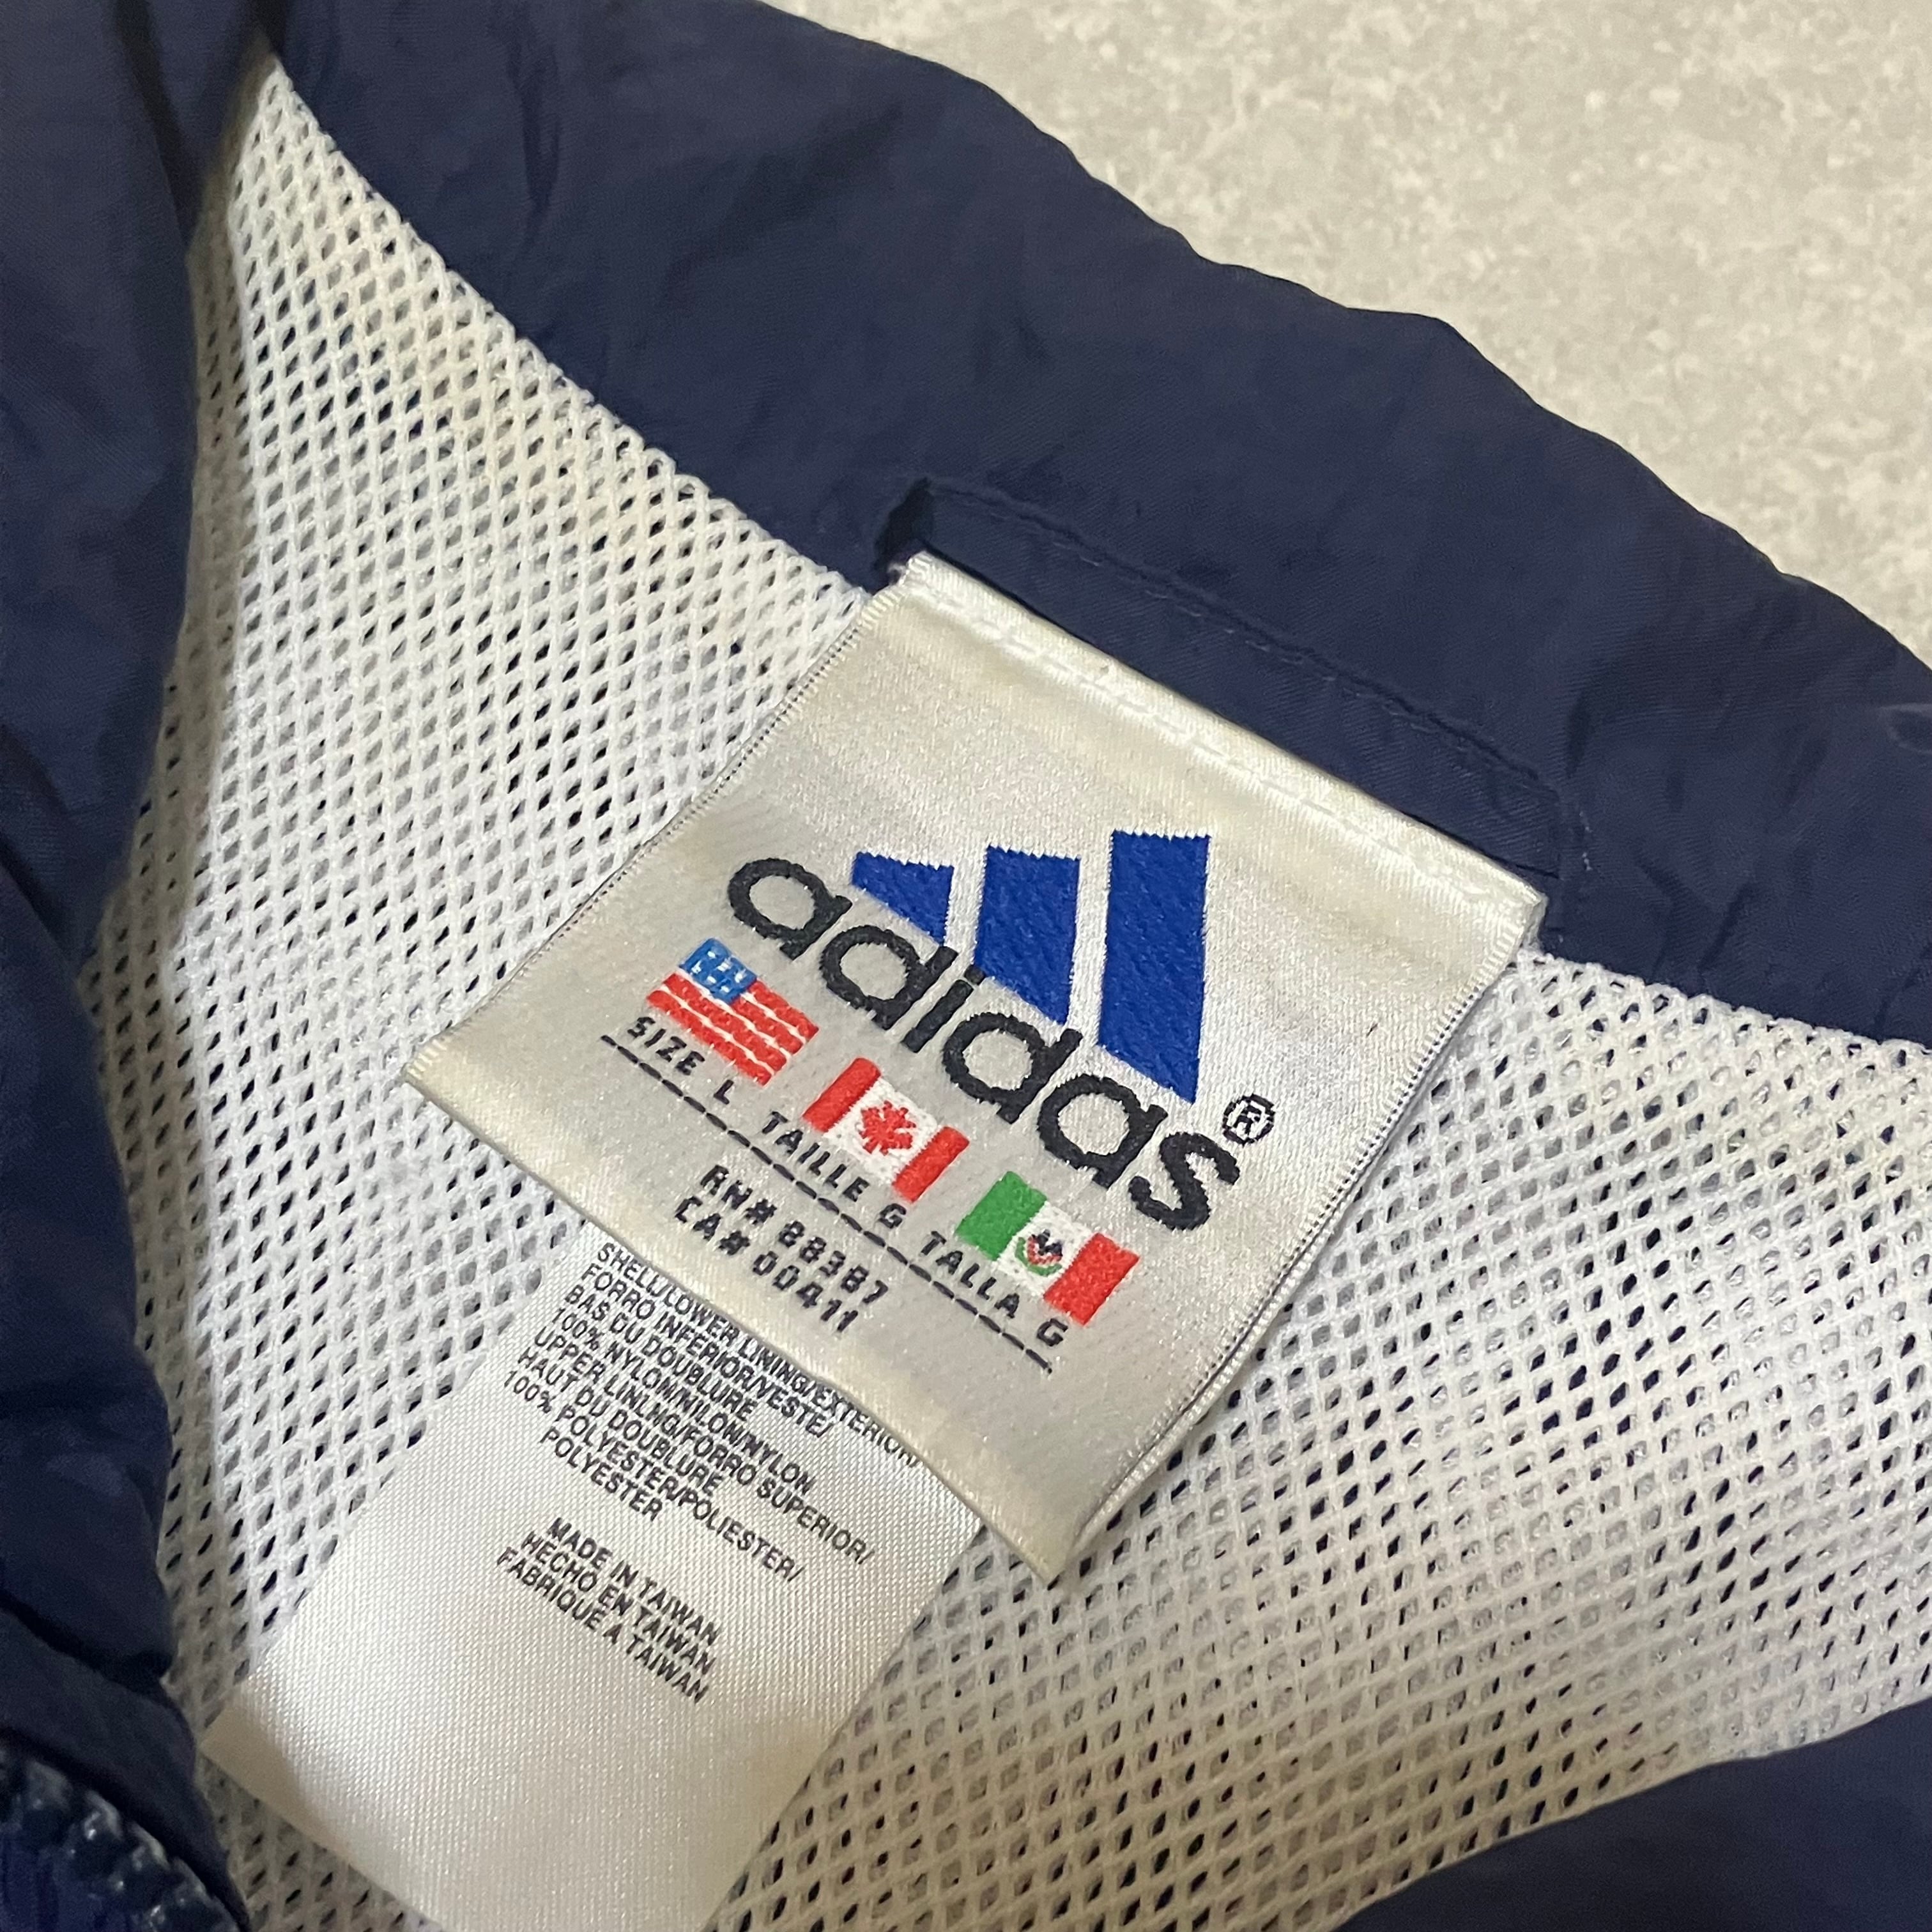 adidas®
SIZE L TAILLE G TALLA G
RN# 88387
CA# 00411
SHELL/LOWER LINING/EXTERIOR/
FORRO INFERIOR/VESTE/
BAS DU DOUBLURE
100% NYLON/NILON/NYLON
UPPER LINLMG/FORRO SUPERIOR/
HAUT DU DOUBLURE
100% POLYESTER/POLIESTER/
POLYESTER
MADE IN TAIWAN
HECHO EN TAIWAN
FABRIQUE A TAIWAN